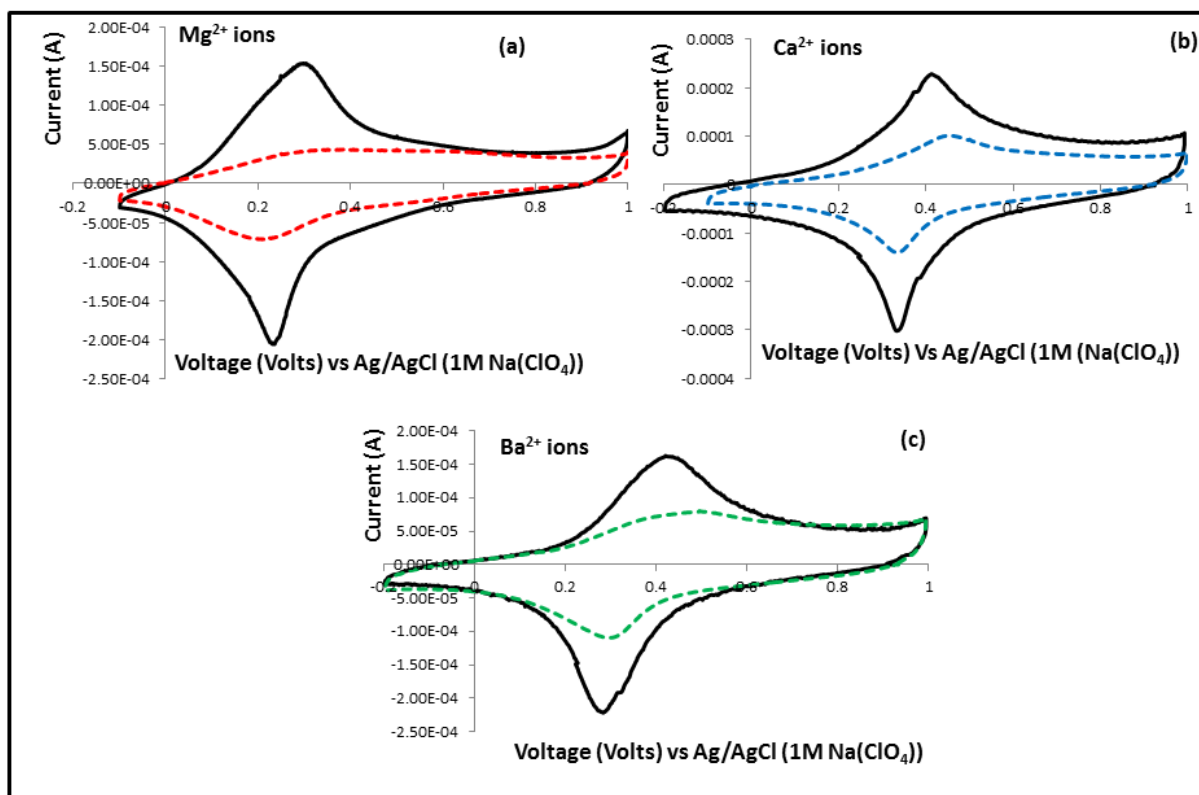 Mg²⁺ ions
(a)
Current (A)
2.00E-04
1.50E-04
1.00E-04
5.00E-05
0.00E+00
-5.00E-05
-1.00E-04
-1.50E-04
-2.00E-04
-2.50E-04
-0.2 0 0.2 0.4 0.6 0.8 1
Voltage (Volts) vs Ag/AgCl (1M Na(ClO₄))
Ca²⁺ ions
(b)
Current (A)
0.0003
0.0002
0.0001
0
-0.0001
-0.0002
-0.0003
-0.0004
-0.2 0 0.2 0.4 0.6 0.8 1
Voltage (Volts) Vs Ag/AgCl (1M (Na(ClO₄))
Ba²⁺ ions
(c)
Current (A)
2.00E-04
1.50E-04
1.00E-04
5.00E-05
0.00E+00
-5.00E-05
-1.00E-04
-1.50E-04
-2.00E-04
-2.50E-04
0 0.2 0.4 0.6 0.8 1
Voltage (Volts) vs Ag/AgCl (1M Na(ClO₄)